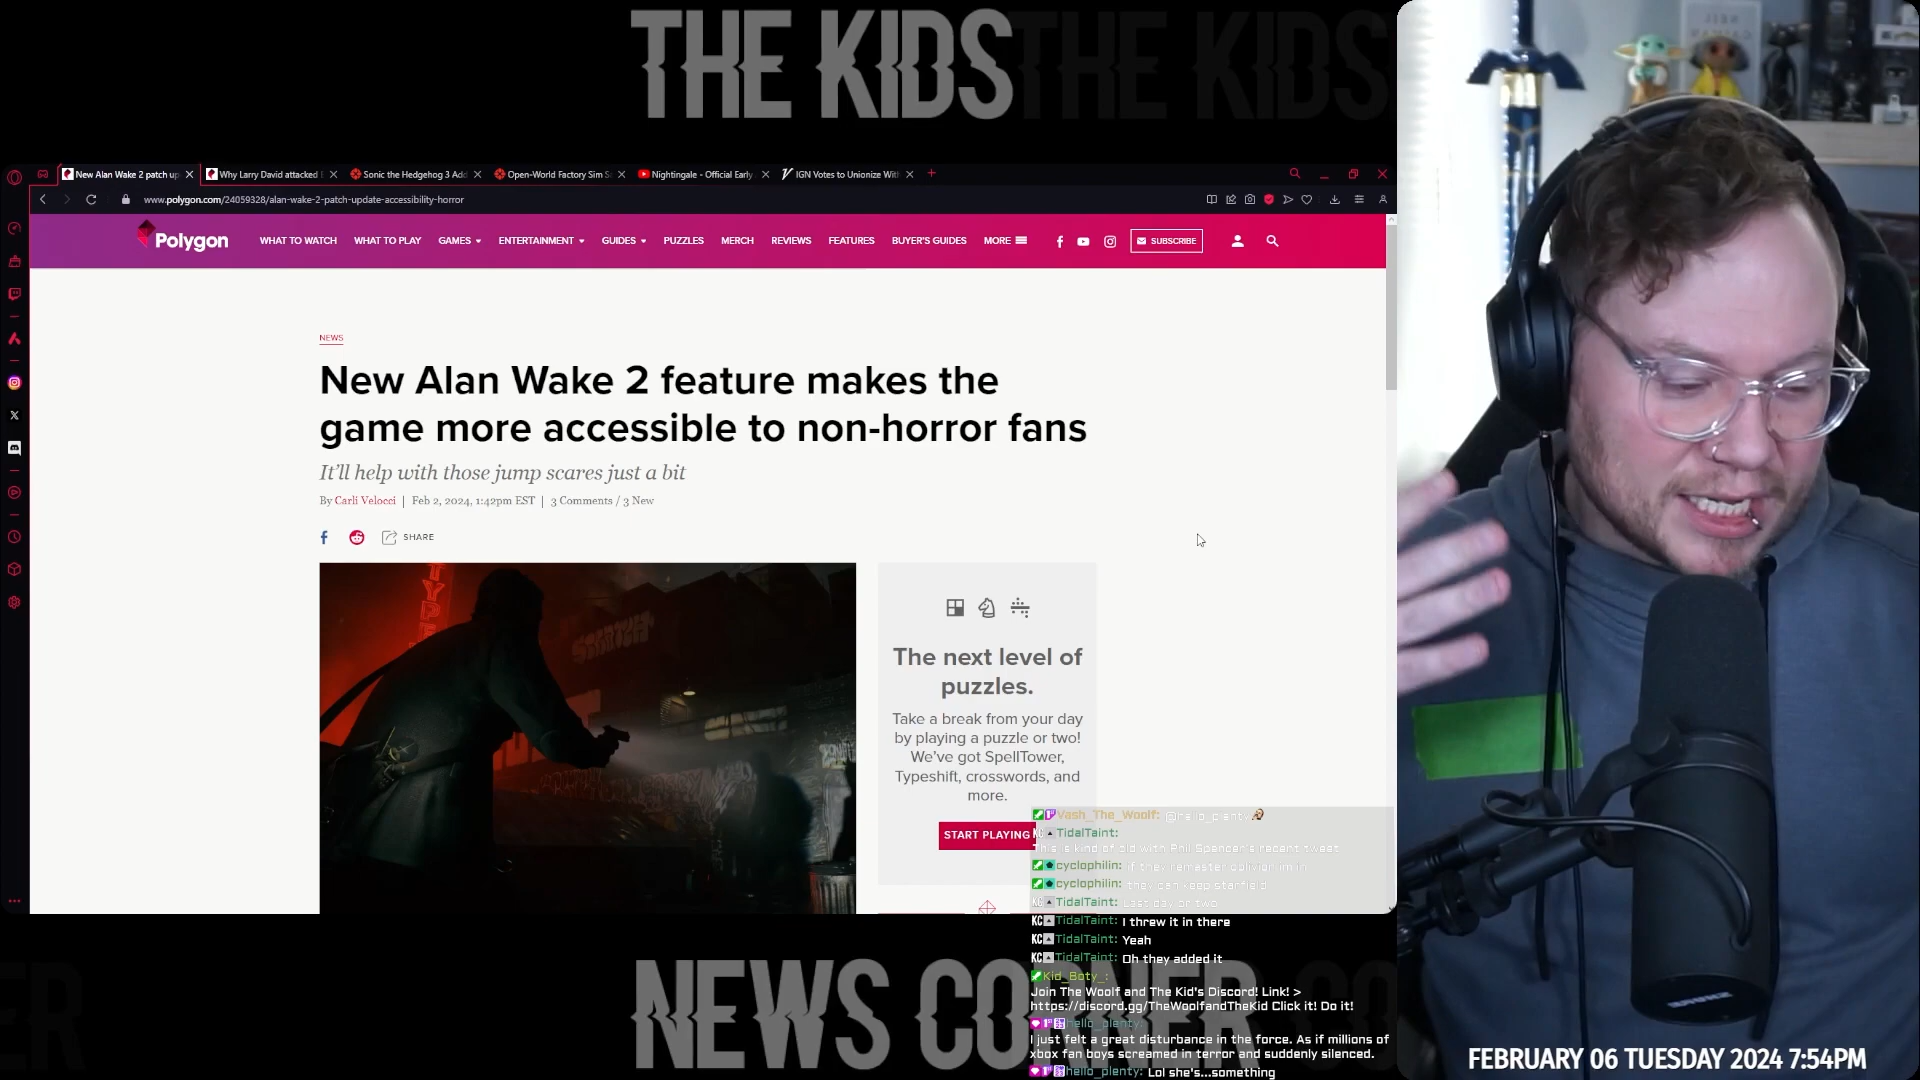 THE KIDS THE KIDS
NEIL
GAIMAN
New Alan Wake 2 patch up
Why Larry David attacked
Sonic the Hedgehog 3 Ad
Open-World Factory Sim S
Nightingale - Official Early
IGN Votes to Unionize Wit
www.polygon.com/24059328/alan-wake-2-patch-update-accessibility-horror
Polygon
WHAT TO WATCH WHAT TO PLAY GAMES ENTERTAINMENT GUIDES PUZZLES MERCH REVIEWS FEATURES BUYER'S GUIDES MORE SUBSCRIBE
NEWS
New Alan Wake 2 feature makes the
game more accessible to non-horror fans
It'll help with those jump scares just a bit
By Carli Velocci | Feb 2, 2024, 1:42pm EST | 3 Comments / 3 New
SHARE
SCRATCH
The next level of
puzzles.
Take a break from your day
by playing a puzzle or two!
We've got SpellTower,
Typeshift, crosswords, and
more.
START PLAYING
Vash_The_Woolf: @hello_plenty
TidalTaint:
This is kind of old with Phil Spencer's recent tweet
cyclophilin: if they remaster oblivion im in
cyclophilin: they can keep starfield
TidalTaint: Last day or two
TidalTaint: I threw it in there
TidalTaint: Yeah
TidalTaint: Oh they added it
Kid_Boty_:
Join The Woolf and The Kid's Discord! Link! >
https://discord.gg/TheWoolfandTheKid Click it! Do it!
hello_plenty:
I just felt a great disturbance in the force. As if millions of
xbox fan boys screamed in terror and suddenly silenced.
hello_plenty: Lol she's...something
NEWS CORNER
FEBRUARY 06 TUESDAY 2024 7:54PM